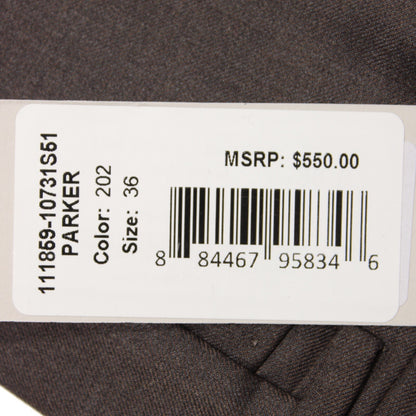 111859-10731S51
PARKER
Color: 202
Size: 36
MSRP: $550.00
8 84467 95834 6